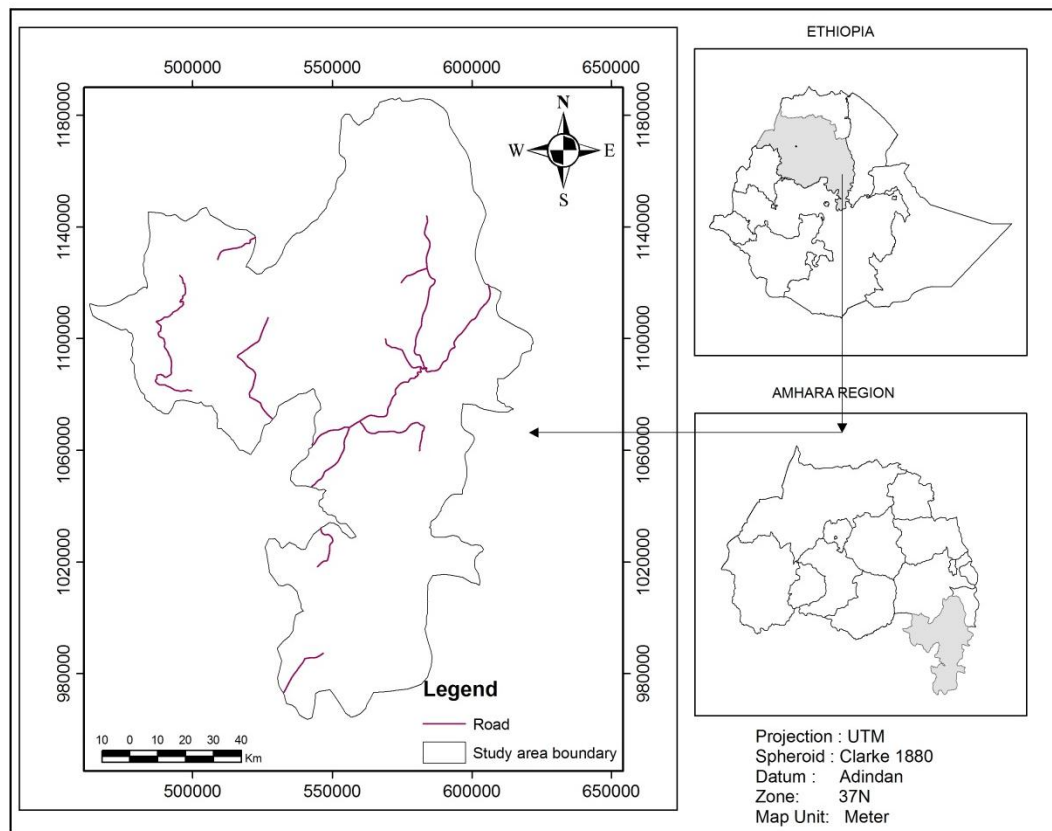 ETHIOPIA
500000 550000 600000 650000
N
W E
S
1180000 1180000
1140000 1140000
1100000 1100000
1060000 1060000
1020000 1020000
980000 980000
AMHARA REGION
Legend
Road
Study area boundary
10 0 10 20 30 40
Km
500000 550000 600000 650000
Projection : UTM
Spheroid : Clarke 1880
Datum : Adindan
Zone: 37N
Map Unit: Meter